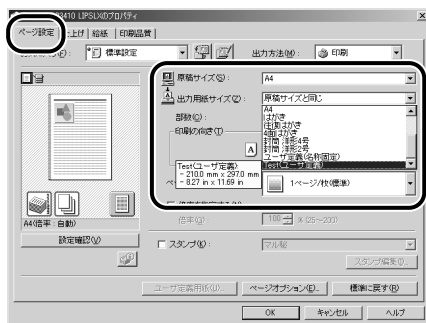 3410 LIPSLXのプロパティ
ページ設定 上げ 給紙 印刷品質
標準設定 出力方法(M): 印刷
原稿サイズ(S): A4
出力用紙サイズ(Z): 原稿サイズと同じ
A4
はがき
往復はがき
4面はがき
封筒 洋形4号
封筒 洋形2号
ユーザ定義(名称固定)
Test(ユーザ定義)
部数(C):
印刷の向き(T)
A
Test(ユーザ定義)
- 210.0 mm x 297.0 mm
- 8.27 in x 11.69 in
1ページ/枚(標準)
A4(倍率:自動)
設定確認(V)
倍率(G): 100 % (25~200)
スタンプ(K): マル秘
スタンプ編集(D)...
ユーザ定義用紙(U)... ページオプション(E)... 標準に戻す(R)
OK キャンセル ヘルプ